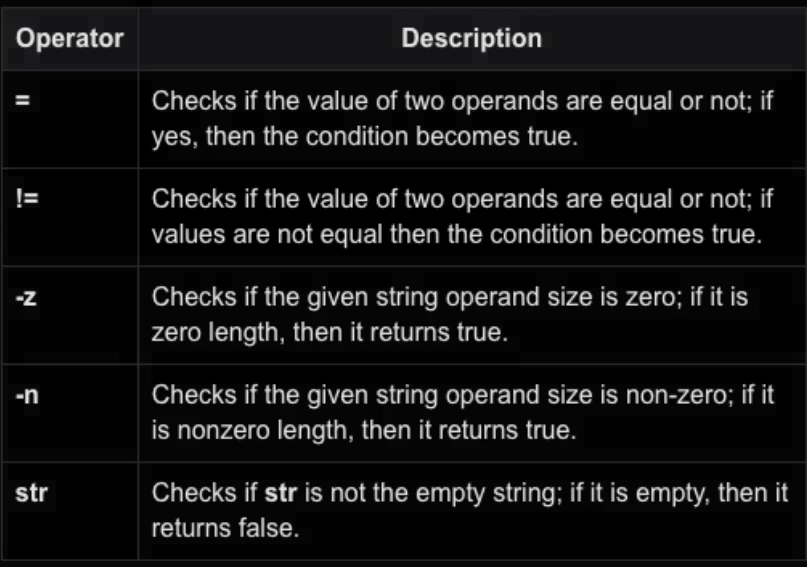 Operator Description
= Checks if the value of two operands are equal or not; if
yes, then the condition becomes true.
!= Checks if the value of two operands are equal or not; if
values are not equal then the condition becomes true.
-z Checks if the given string operand size is zero; if it is
zero length, then it returns true.
-n Checks if the given string operand size is non-zero; if it
is nonzero length, then it returns true.
str Checks if str is not the empty string; if it is empty, then it
returns false.